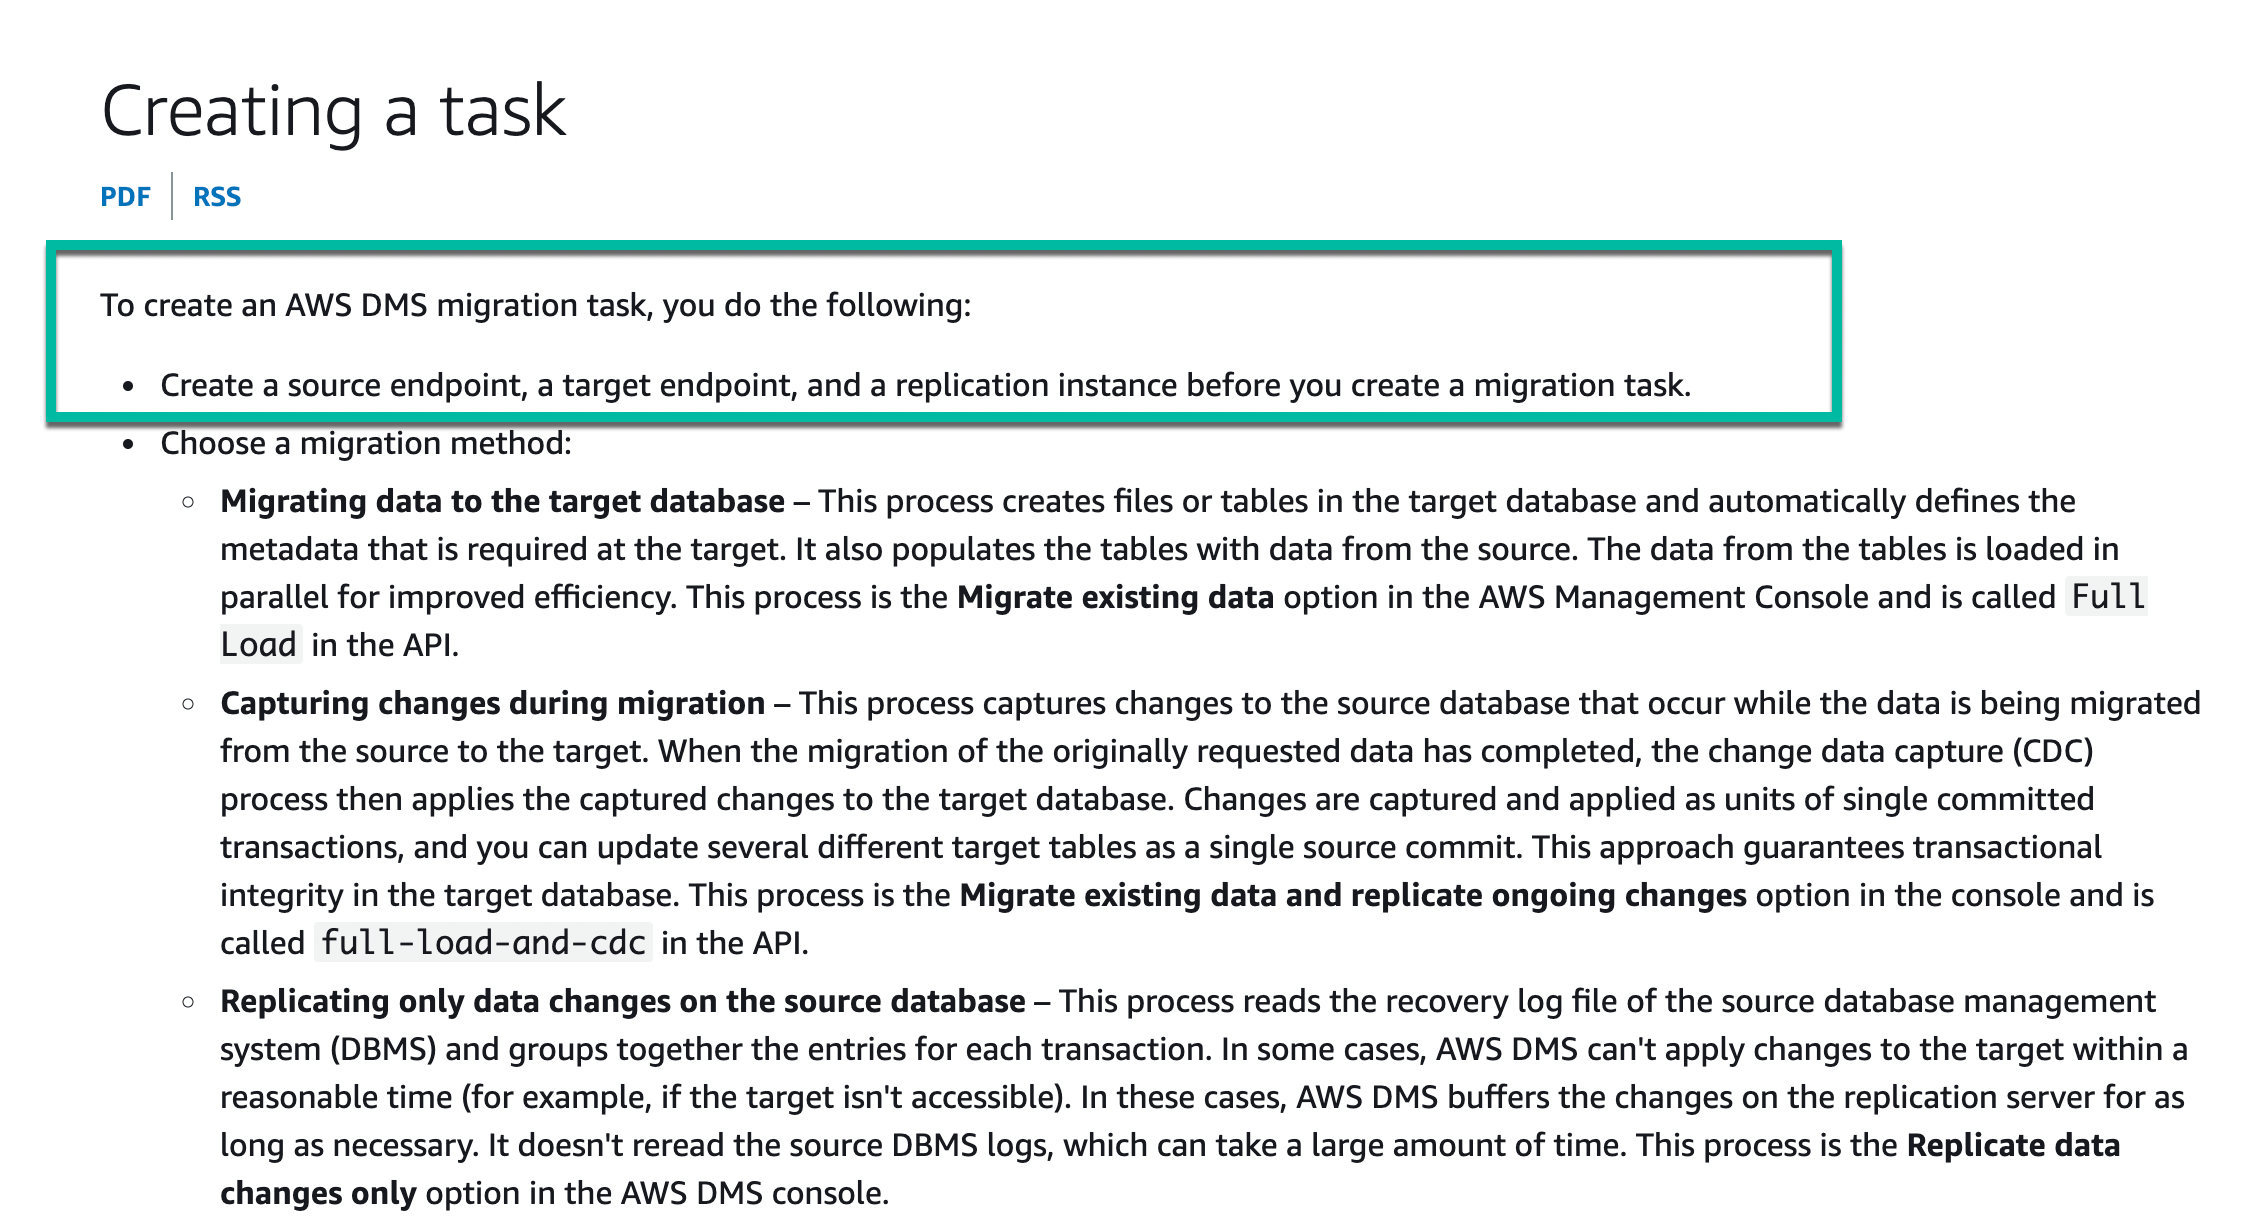 Creating a task
PDF | RSS
To create an AWS DMS migration task, you do the following:
• Create a source endpoint, a target endpoint, and a replication instance before you create a migration task.
• Choose a migration method:
◦ Migrating data to the target database – This process creates files or tables in the target database and automatically defines the
metadata that is required at the target. It also populates the tables with data from the source. The data from the tables is loaded in
parallel for improved efficiency. This process is the Migrate existing data option in the AWS Management Console and is called Full
Load in the API.
◦ Capturing changes during migration – This process captures changes to the source database that occur while the data is being migrated
from the source to the target. When the migration of the originally requested data has completed, the change data capture (CDC)
process then applies the captured changes to the target database. Changes are captured and applied as units of single committed
transactions, and you can update several different target tables as a single source commit. This approach guarantees transactional
integrity in the target database. This process is the Migrate existing data and replicate ongoing changes option in the console and is
called full-load-and-cdc in the API.
◦ Replicating only data changes on the source database – This process reads the recovery log file of the source database management
system (DBMS) and groups together the entries for each transaction. In some cases, AWS DMS can't apply changes to the target within a
reasonable time (for example, if the target isn't accessible). In these cases, AWS DMS buffers the changes on the replication server for as
long as necessary. It doesn't reread the source DBMS logs, which can take a large amount of time. This process is the Replicate data
changes only option in the AWS DMS console.